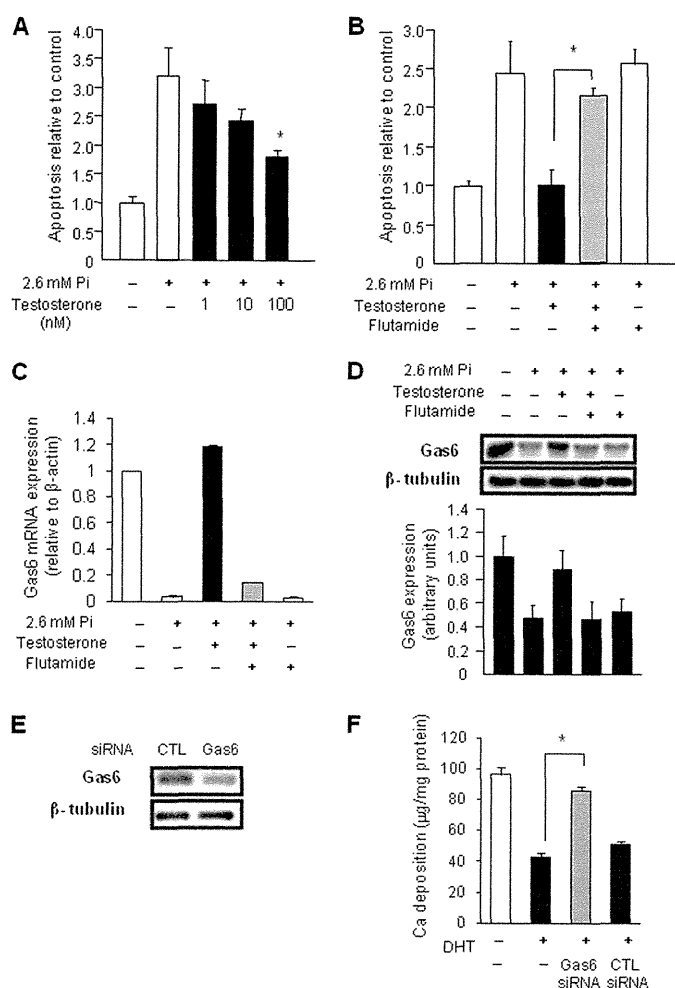 A
Apoptosis relative to control
4.0
3.5
3.0
2.5
2.0
1.5
1.0
0.5
0
*
2.6 mM Pi − + + + +
Testosterone (nM) − − 1 10 100
B
Apoptosis relative to control
3.0
2.5
2.0
1.5
1.0
0.5
0
*
2.6 mM Pi − + + + +
Testosterone − − + + −
Flutamide − − − + +
C
Gas6 mRNA expression
(relative to β-actin)
1.4
1.2
1
0.8
0.6
0.4
0.2
0
2.6 mM Pi − + + + +
Testosterone − − + + −
Flutamide − − − + +
D
2.6 mM Pi − + + + +
Testosterone − − + + −
Flutamide − − − + +
Gas6
β-tubulin
Gas6 expression
(arbitrary units)
1.4
1.2
1.0
0.8
0.6
0.4
0.2
0
E
siRNA CTL Gas6
Gas6
β-tubulin
F
Ca deposition (µg/mg protein)
120
100
80
60
40
20
0
*
DHT − + + +
− − Gas6 siRNA CTL siRNA